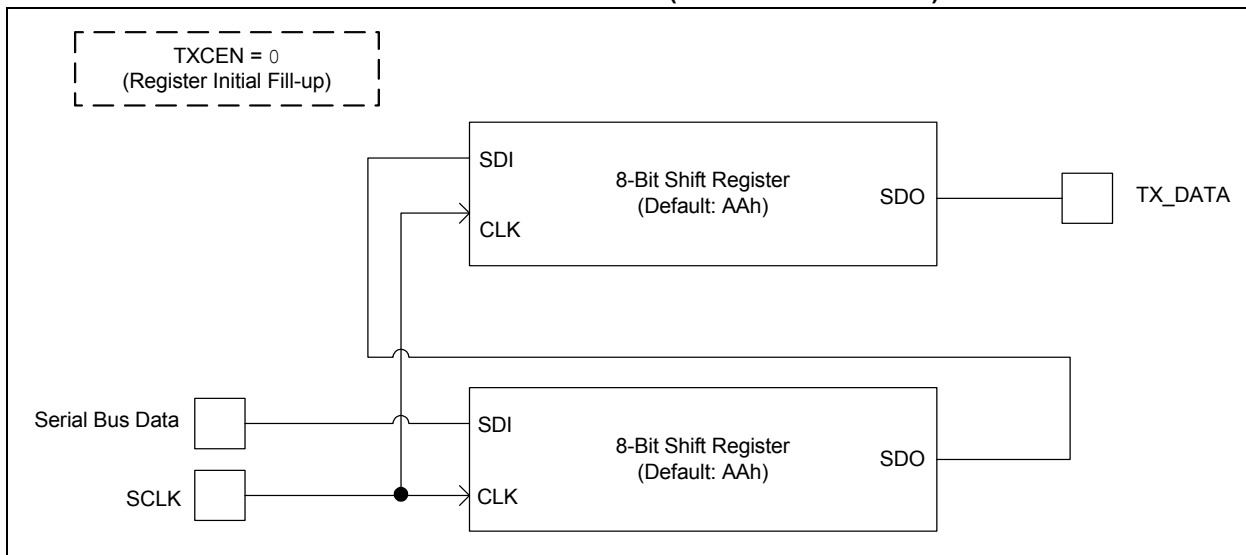 TXCEN = 0
(Register Initial Fill-up)
SDI
8-Bit Shift Register
(Default: AAh)
SDO
CLK
TX_DATA
Serial Bus Data
SDI
8-Bit Shift Register
(Default: AAh)
SDO
SCLK
CLK